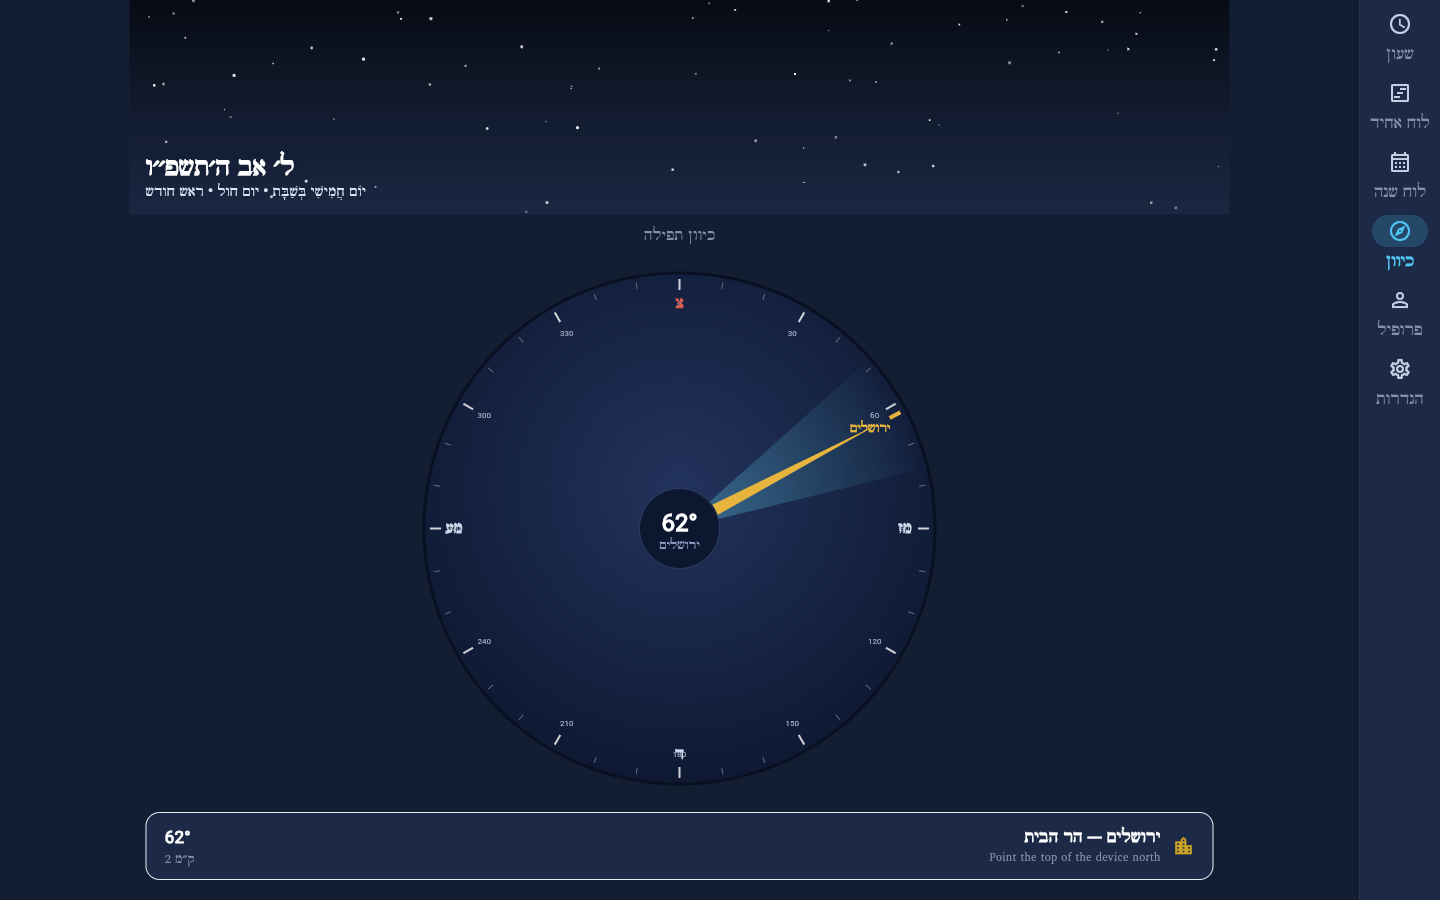 ל׳ אב ה׳תשפ״ו
יוֹם חֲמִישִׁי בְּשַׁבָּת • יום חול • ראש חודש
כיוון תפילה
צ
330
30
300
60
ירושלים
מע
מז
62°
ירושלים
240
120
210
150
ד
180
ירושלים — הר הבית
Point the top of the device north
62°
2 ק״מ
שעון
לוח אחיד
לוח שנה
כיוון
פרופיל
הגדרות